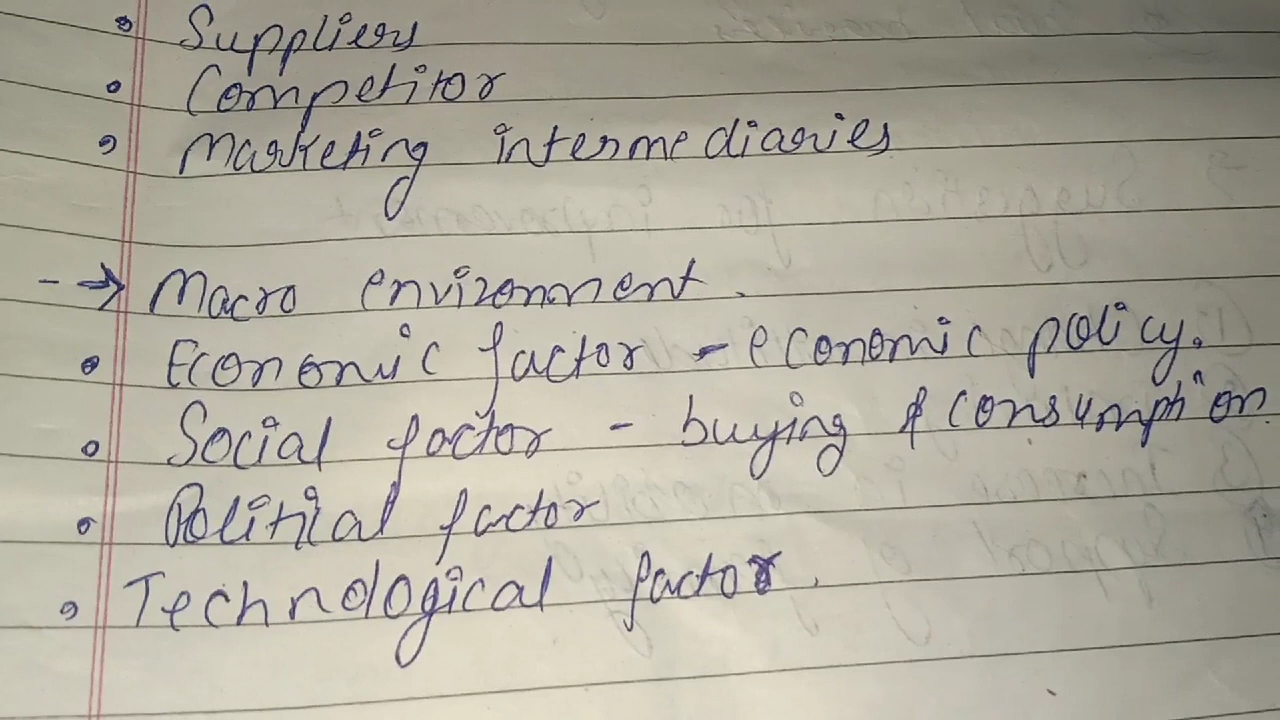 • Suppliers
• Competitor
• Marketing intermediaries
--> Macro environment.
• Economic factor - economic policy.
• Social factor - buying & consumption.
• Political factor
• Technological factor.